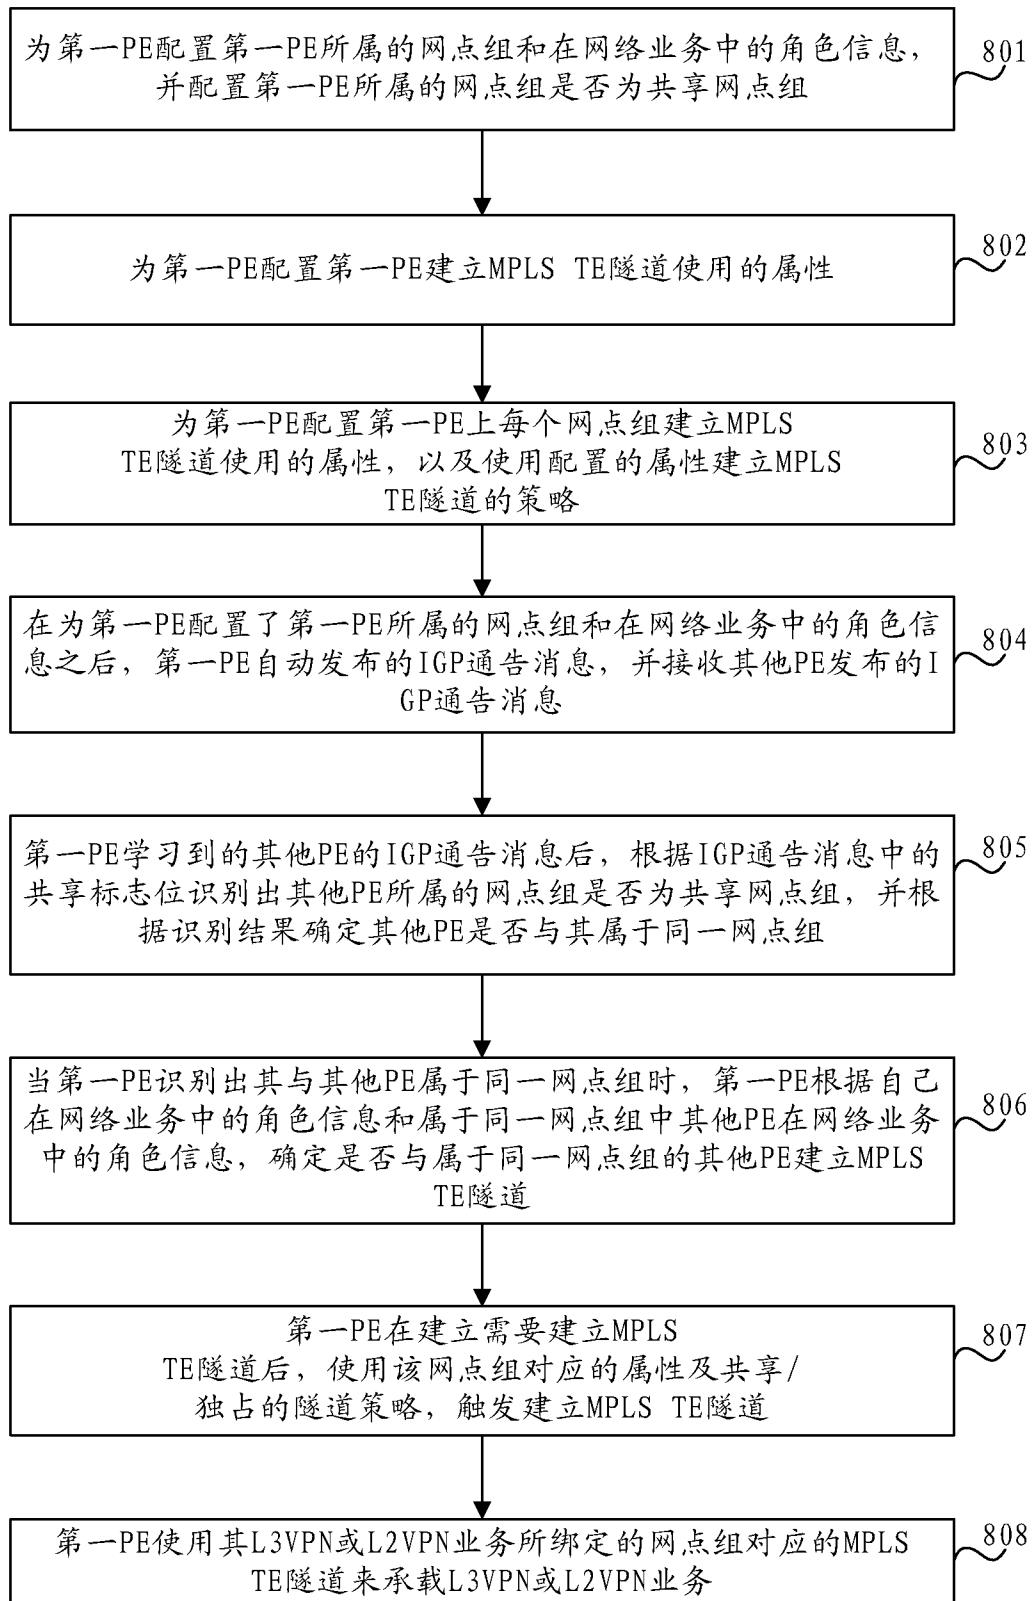 为第一PE配置第一PE所属的网点组和在网络业务中的角色信息，
并配置第一PE所属的网点组是否为共享网点组
801
为第一PE配置第一PE建立MPLS TE隧道使用的属性
802
为第一PE配置第一PE上每个网点组建立MPLS
TE隧道使用的属性，以及使用配置的属性建立MPLS
TE隧道的策略
803
在为第一PE配置了第一PE所属的网点组和在网络业务中的角色信
息之后，第一PE自动发布的IGP通告消息，并接收其他PE发布的I
GP通告消息
804
第一PE学习到的其他PE的IGP通告消息后，根据IGP通告消息中的
共享标志位识别出其他PE所属的网点组是否为共享网点组，并根
据识别结果确定其他PE是否与其属于同一网点组
805
当第一PE识别出其与其他PE属于同一网点组时，第一PE根据自己
在网络业务中的角色信息和属于同一网点组中其他PE在网络业务
中的角色信息，确定是否与属于同一网点组的其他PE建立MPLS
TE隧道
806
第一PE在建立需要建立MPLS
TE隧道后，使用该网点组对应的属性及共享/
独占的隧道策略，触发建立MPLS TE隧道
807
第一PE使用其L3VPN或L2VPN业务所绑定的网点组对应的MPLS
TE隧道来承载L3VPN或L2VPN业务
808